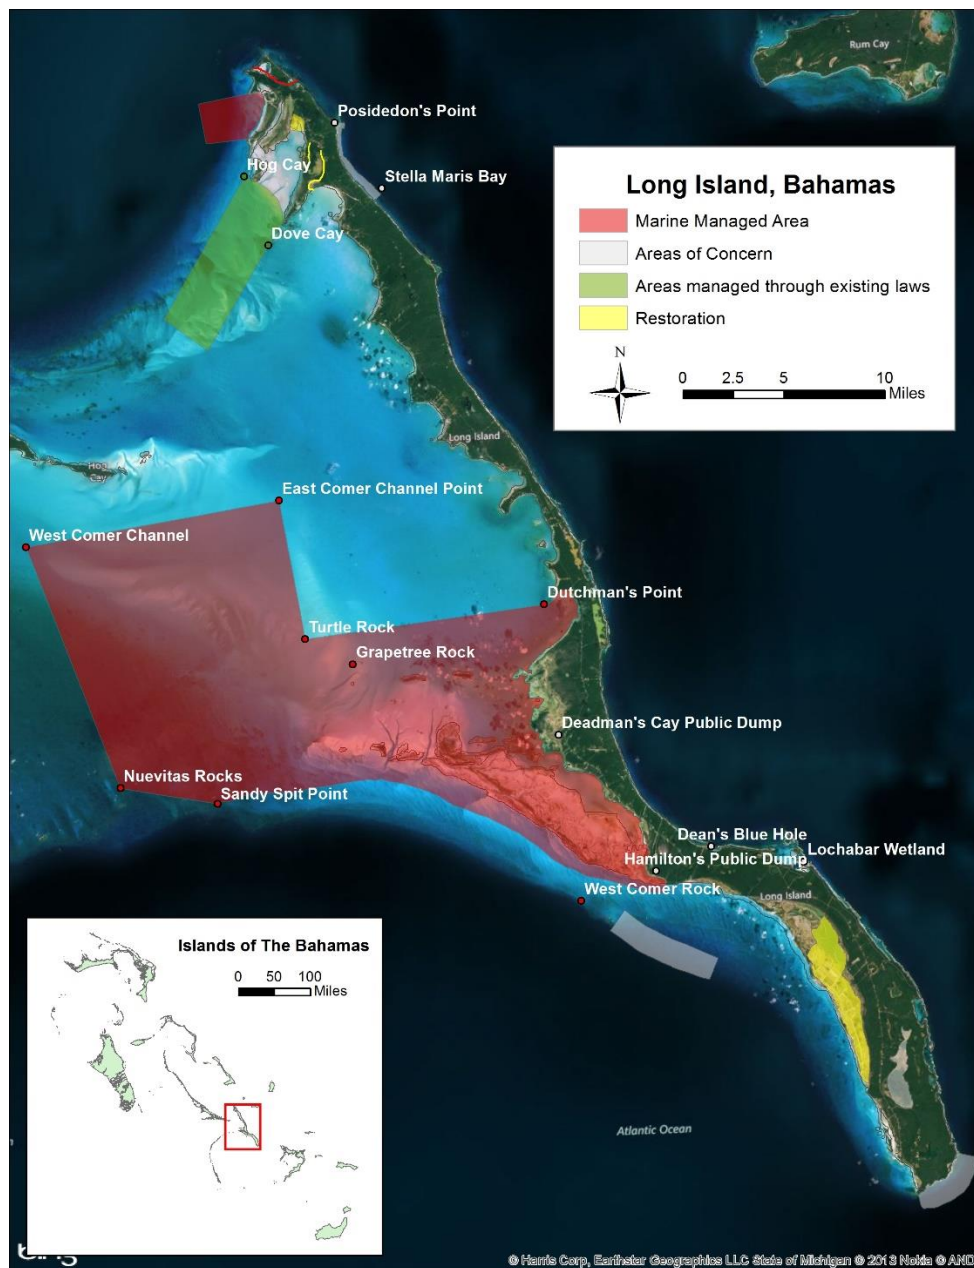 Rum Cay
Posidedon's Point
Hog Cay
Stella Maris Bay
Dove Cay
Long Island, Bahamas
Marine Managed Area
Areas of Concern
Areas managed through existing laws
Restoration
N
0 2.5 5 10
Miles
Long Island
Hog
East Comer Channel Point
West Comer Channel
Dutchman's Point
Turtle Rock
Grapetree Rock
Deadman's Cay Public Dump
Nuevitas Rocks
Sandy Spit Point
Dean's Blue Hole
Lochabar Wetland
Hamilton's Public Dump
Long Island
West Comer Rock
Islands of The Bahamas
0 50 100
Miles
Atlantic Ocean
bing
© Harris Corp, Earthstar Geographics LLC State of Michigan © 2013 Nokia © AND